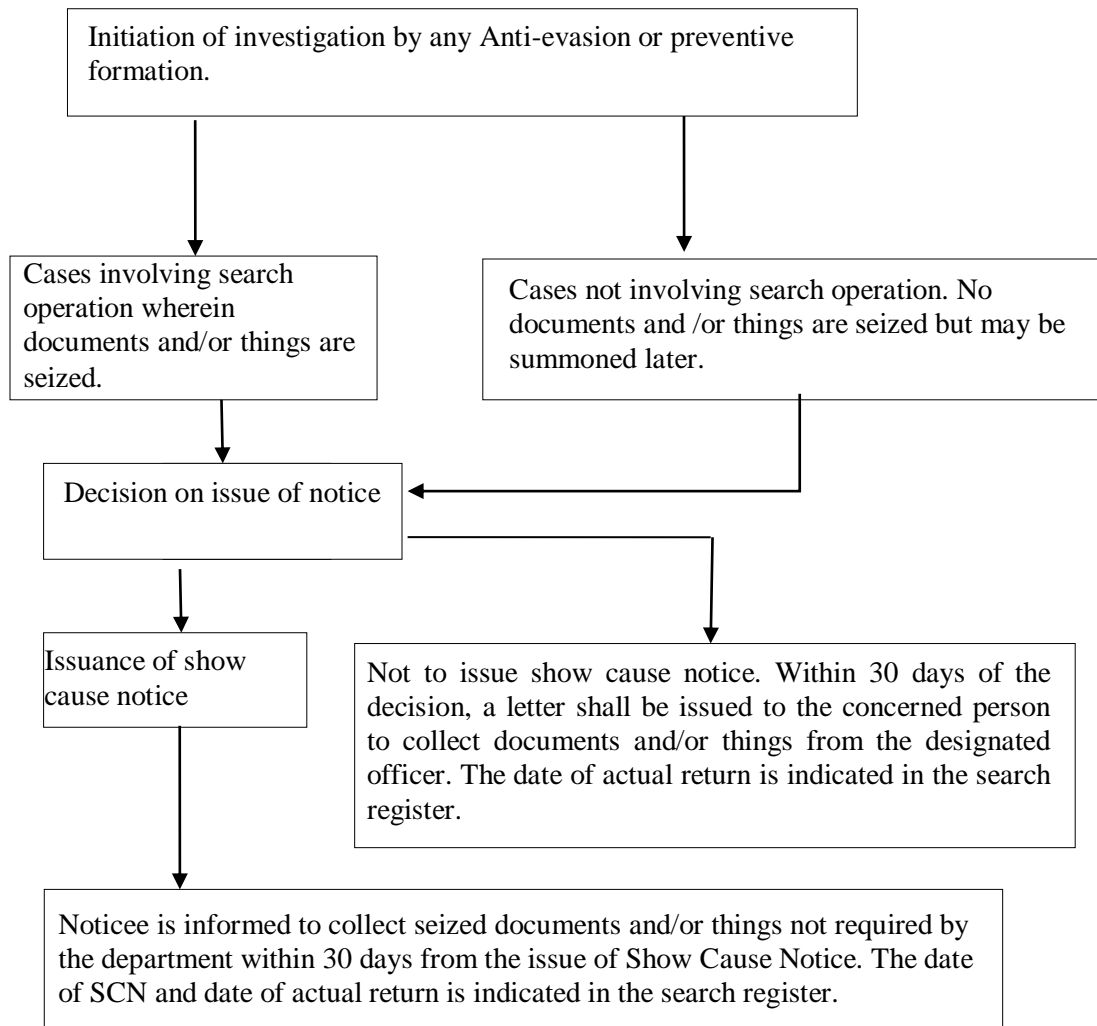 Initiation of investigation by any Anti-evasion or preventive
formation.
Cases involving search
operation wherein
documents and/or things are
seized.
Cases not involving search operation. No
documents and /or things are seized but may be
summoned later.
Decision on issue of notice
Issuance of show
cause notice
Not to issue show cause notice. Within 30 days of the
decision, a letter shall be issued to the concerned person
to collect documents and/or things from the designated
officer. The date of actual return is indicated in the search
register.
Noticee is informed to collect seized documents and/or things not required by
the department within 30 days from the issue of Show Cause Notice. The date
of SCN and date of actual return is indicated in the search register.